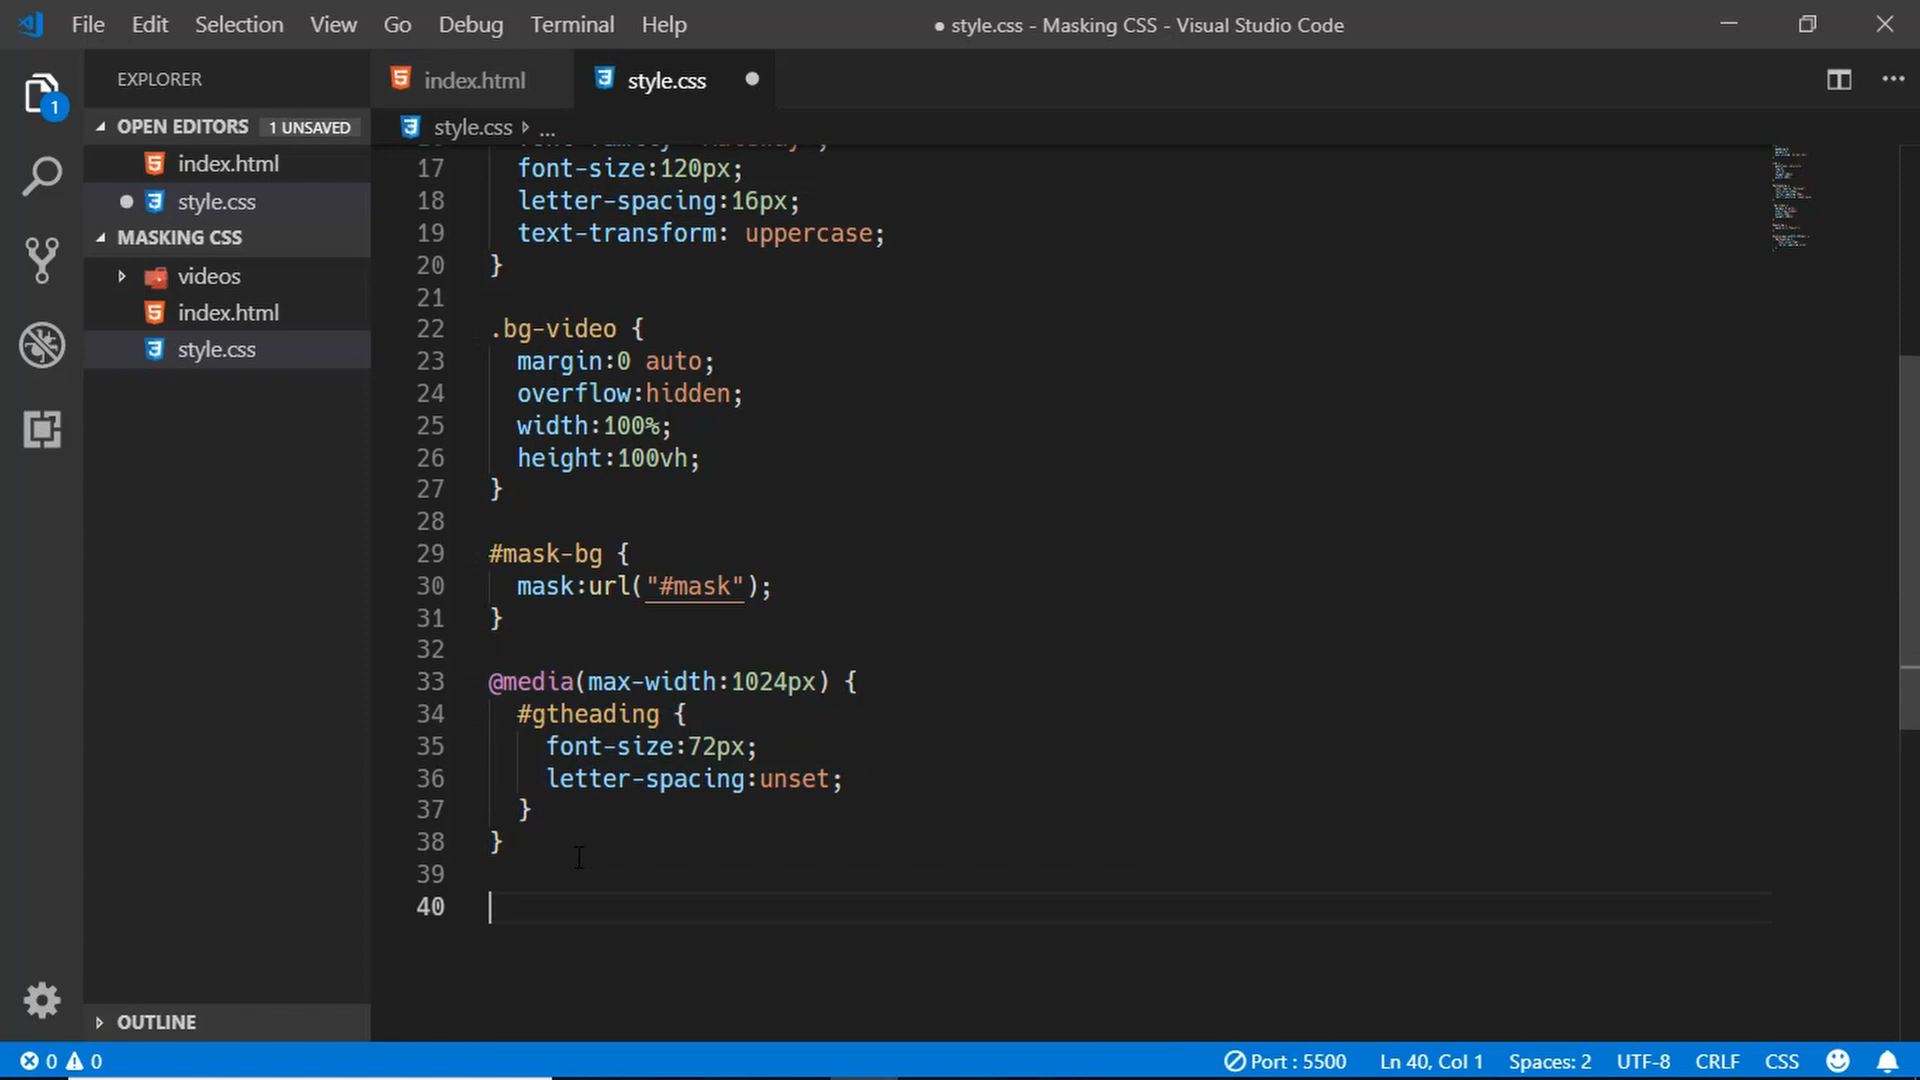 File Edit Selection View Go Debug Terminal Help
● style.css - Masking CSS - Visual Studio Code
EXPLORER
OPEN EDITORS 1 UNSAVED
index.html
style.css
MASKING CSS
videos
index.html
style.css
OUTLINE
1
index.html style.css
style.css ...
17 font-size:120px;
18 letter-spacing:16px;
19 text-transform: uppercase;
20 }
21
22 .bg-video {
23 margin:0 auto;
24 overflow:hidden;
25 width:100%;
26 height:100vh;
27 }
28
29 #mask-bg {
30 mask:url("#mask");
31 }
32
33 @media(max-width:1024px) {
34 #gtheading {
35 font-size:72px;
36 letter-spacing:unset;
37 }
38 }
39
40
0 0 Port : 5500 Ln 40, Col 1 Spaces: 2 UTF-8 CRLF CSS